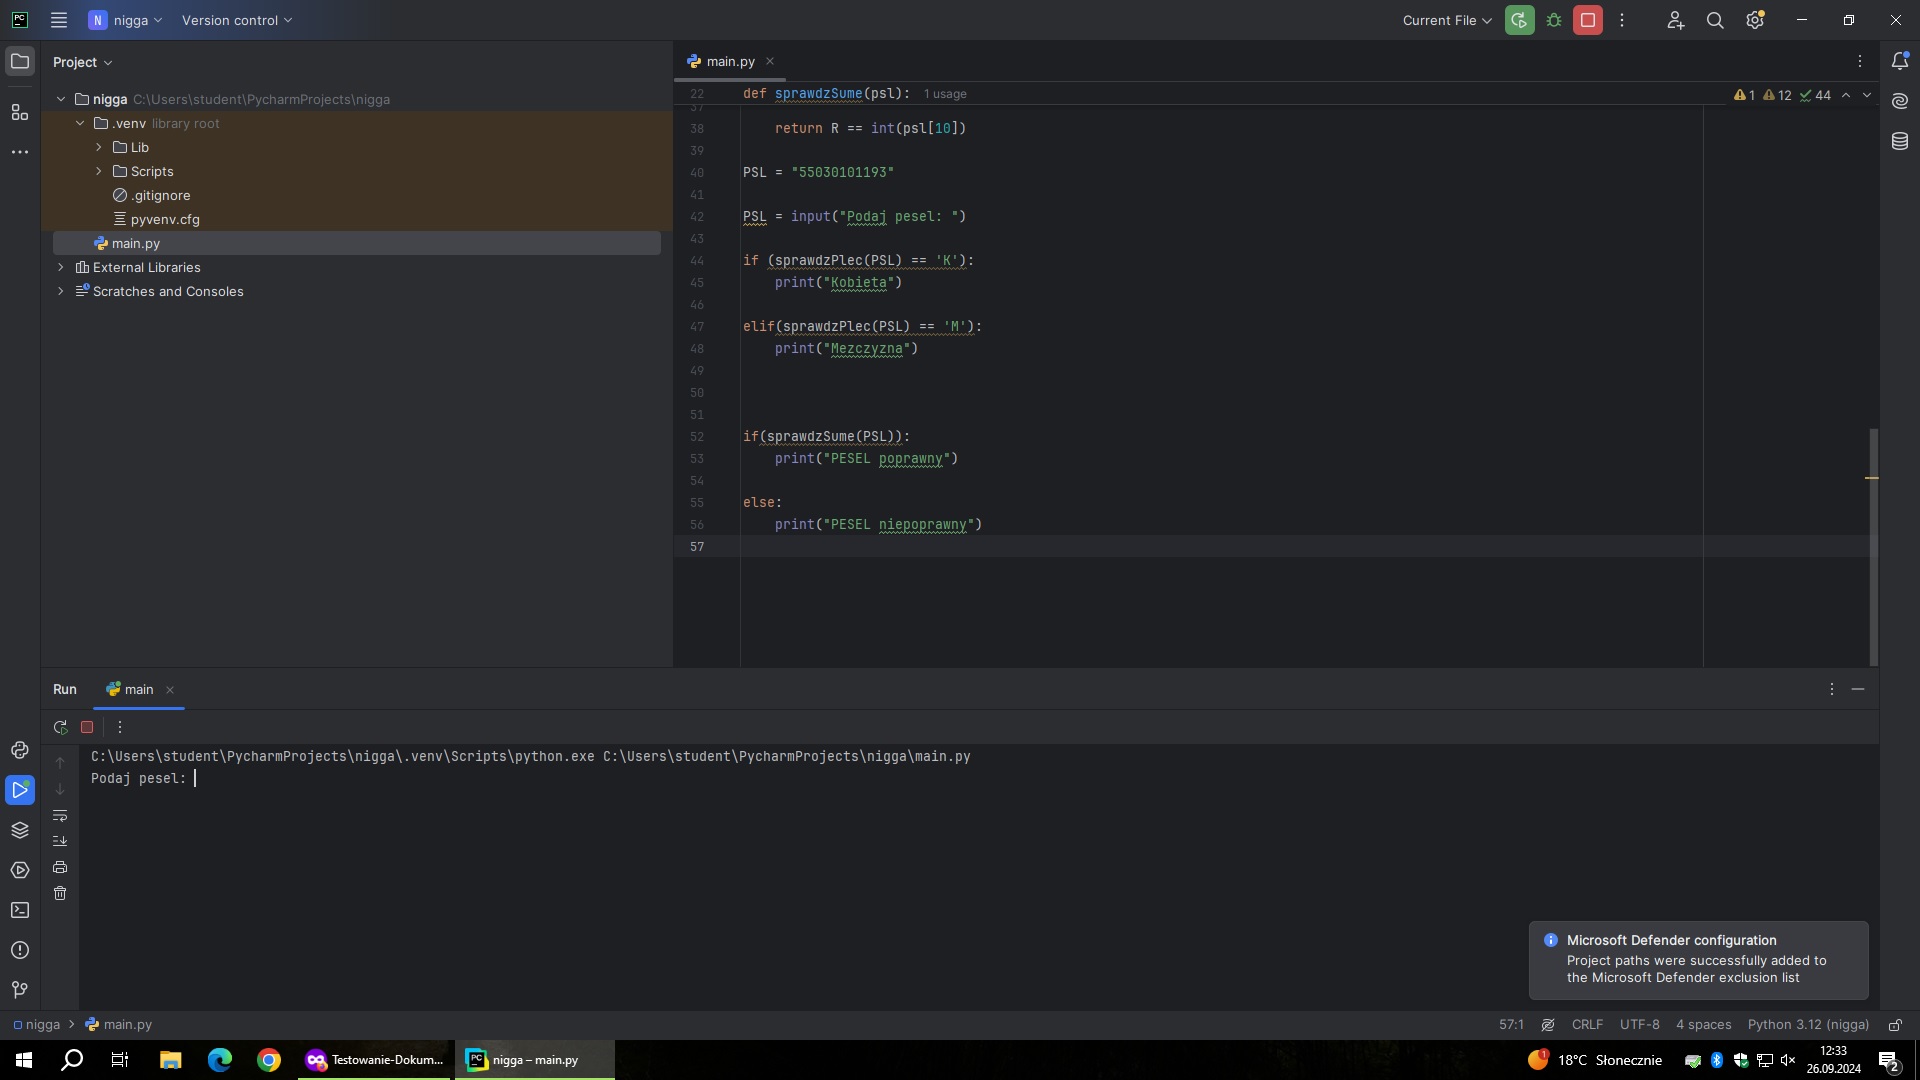 N nigga Version control Current File
Project
nigga C:\Users\student\PycharmProjects\nigga
.venv library root
Lib
Scripts
.gitignore
pyvenv.cfg
main.py
External Libraries
Scratches and Consoles
main.py
22 def sprawdzSume(psl): 1 usage
1 12 44
37
38 return R == int(psl[10])
39
40 PSL = "55030101193"
41
42 PSL = input("Podaj pesel: ")
43
44 if (sprawdzPlec(PSL) == 'K'):
45 print("Kobieta")
46
47 elif(sprawdzPlec(PSL) == 'M'):
48 print("Mezczyzna")
49
50
51
52 if(sprawdzSume(PSL)):
53 print("PESEL poprawny")
54
55 else:
56 print("PESEL niepoprawny")
57
Run main
C:\Users\student\PycharmProjects\nigga\.venv\Scripts\python.exe C:\Users\student\PycharmProjects\nigga\main.py
Podaj pesel:
Microsoft Defender configuration
Project paths were successfully added to
the Microsoft Defender exclusion list
nigga main.py 57:1 CRLF UTF-8 4 spaces Python 3.12 (nigga)
Testowanie-Dokum... nigga – main.py 1 18°C Słonecznie 12:33
26.09.2024 2